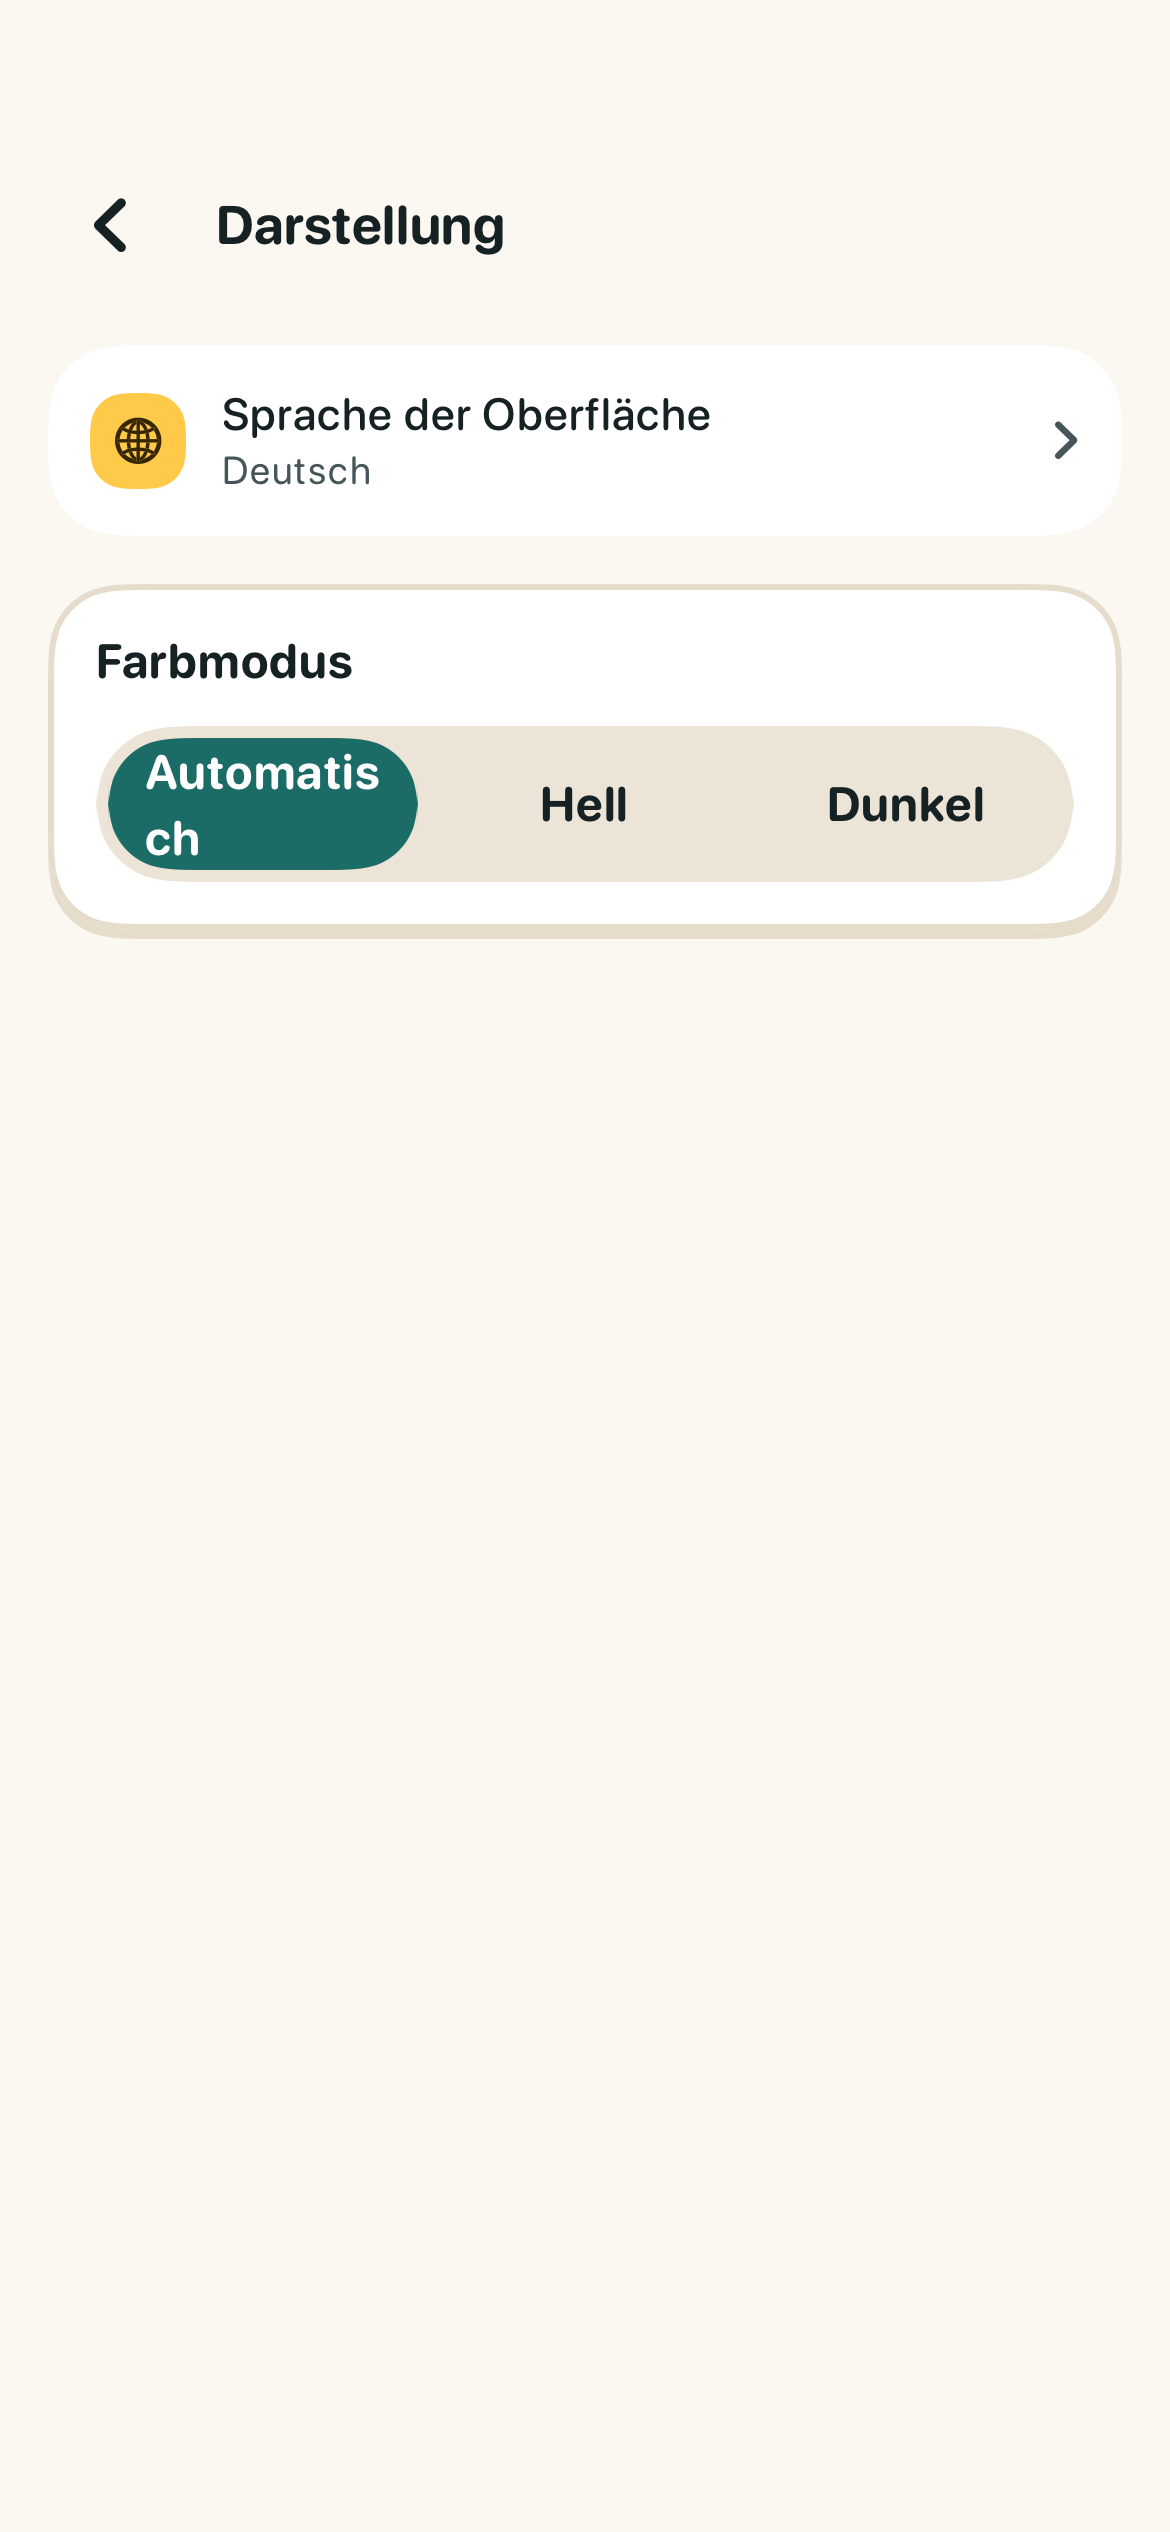 Darstellung
Sprache der Oberfläche
Deutsch
Farbmodus
Automatis
ch
Hell
Dunkel